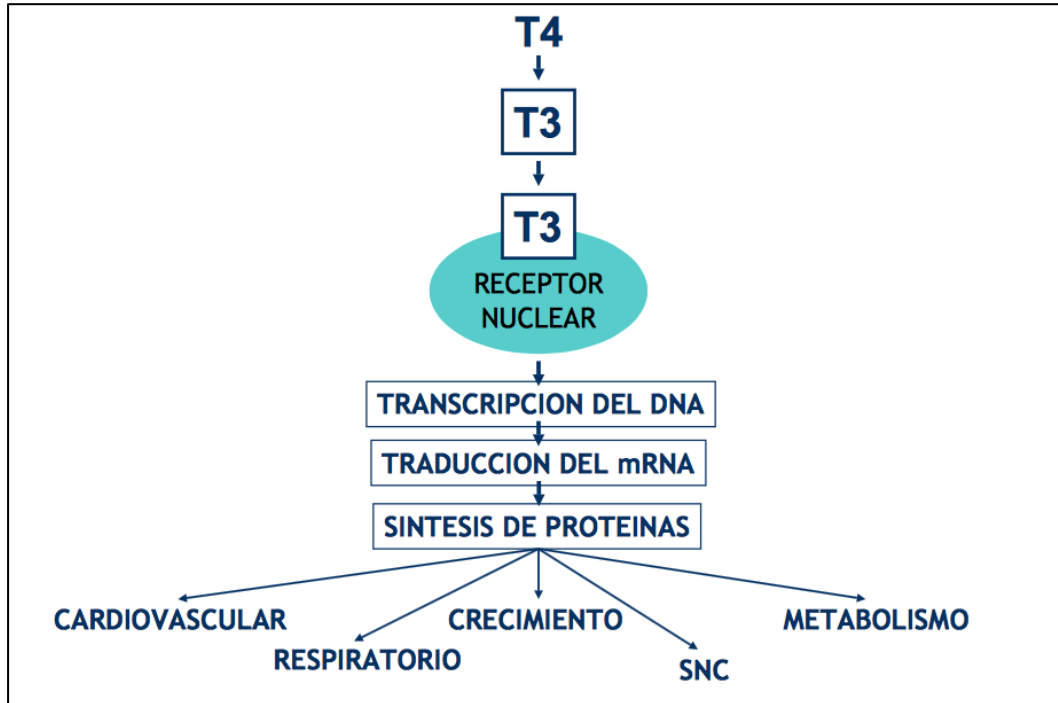 T4
T3
T3
RECEPTOR
NUCLEAR
TRANSCRIPCION DEL DNA
TRADUCCION DEL mRNA
SINTESIS DE PROTEINAS
CARDIOVASCULAR
RESPIRATORIO
CRECIMIENTO
SNC
METABOLISMO